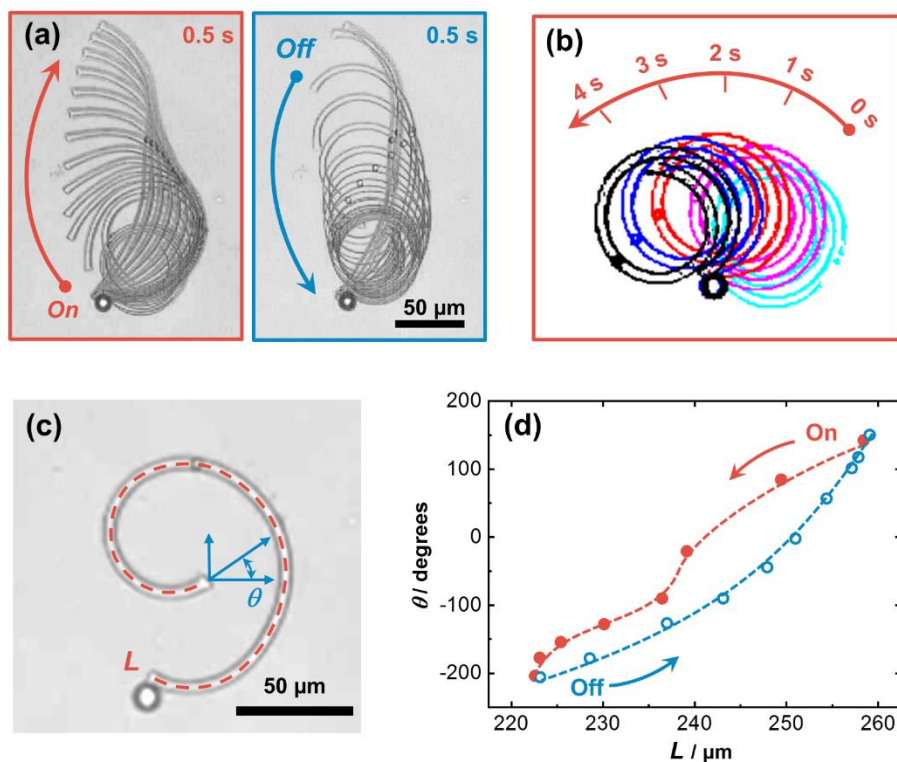 (a)
0.5 s
On
Off
0.5 s
50 µm
(b)
4 s
3 s
2 s
1 s
0 s
(c)
θ
L
50 µm
(d)
200
100
0
-100
-200
θ / degrees
On
Off
220
230
240
250
260
L / µm